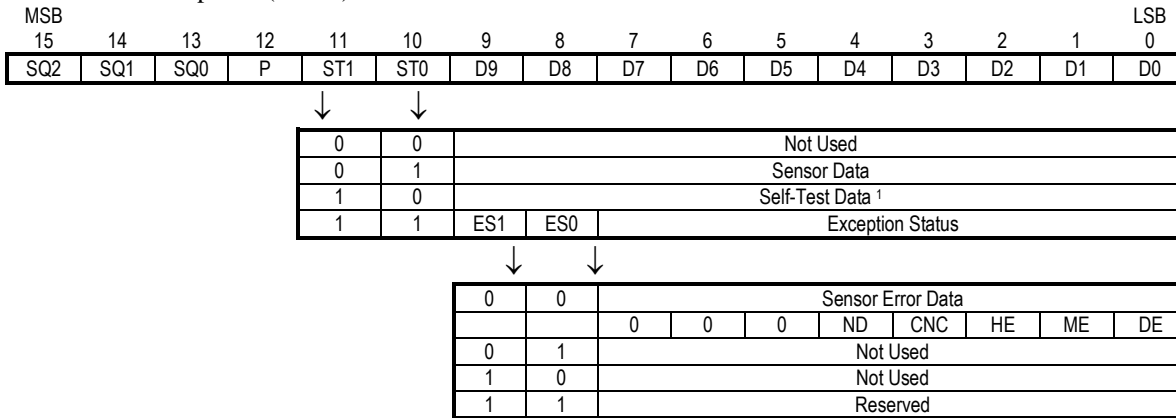 MSB LSB
15 14 13 12 11 10 9 8 7 6 5 4 3 2 1 0
SQ2 SQ1 SQ0 P ST1 ST0 D9 D8 D7 D6 D5 D4 D3 D2 D1 D0
↓ ↓
0 0 Not Used
0 1 Sensor Data
1 0 Self-Test Data 1
1 1 ES1 ES0 Exception Status
↓ ↓
0 0 Sensor Error Data
0 0 0 ND CNC HE ME DE
0 1 Not Used
1 0 Not Used
1 1 Reserved